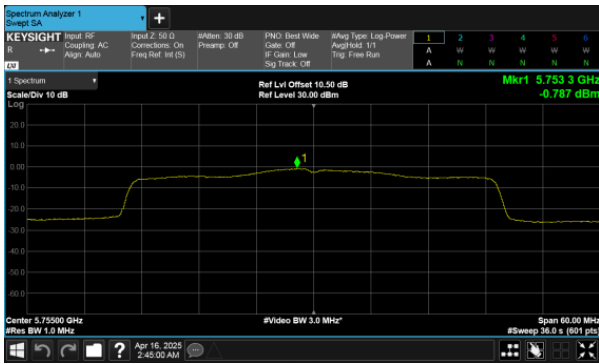 Spectrum Analyzer 1
Swept SA
+
KEYSIGHT Input: RF Input Z: 50 Ω #Atten: 30 dB PNO: Best Wide #Avg Type: Log-Power 1 2 3 4 5 6
R Coupling: AC Corrections: On Preamp: Off Gate: Off Avg|Hold: 1/1 A W W W W W
Align: Auto Freq Ref: Int (S) IF Gain: Low Trig: Free Run
Sig Track: Off A N N N N N
LXI
1 Spectrum Ref Lvl Offset 10.50 dB Mkr1 5.753 3 GHz
Scale/Div 10 dB Ref Level 30.00 dBm -0.787 dBm
Log
20.0
10.0
1
0.00
-10.0
-20.0
-30.0
-40.0
-50.0
-60.0
Center 5.75500 GHz #Video BW 3.0 MHz* Span 60.00 MHz
#Res BW 1.0 MHz #Sweep 36.0 s (601 pts)
? Apr 16, 2025
2:45:00 AM